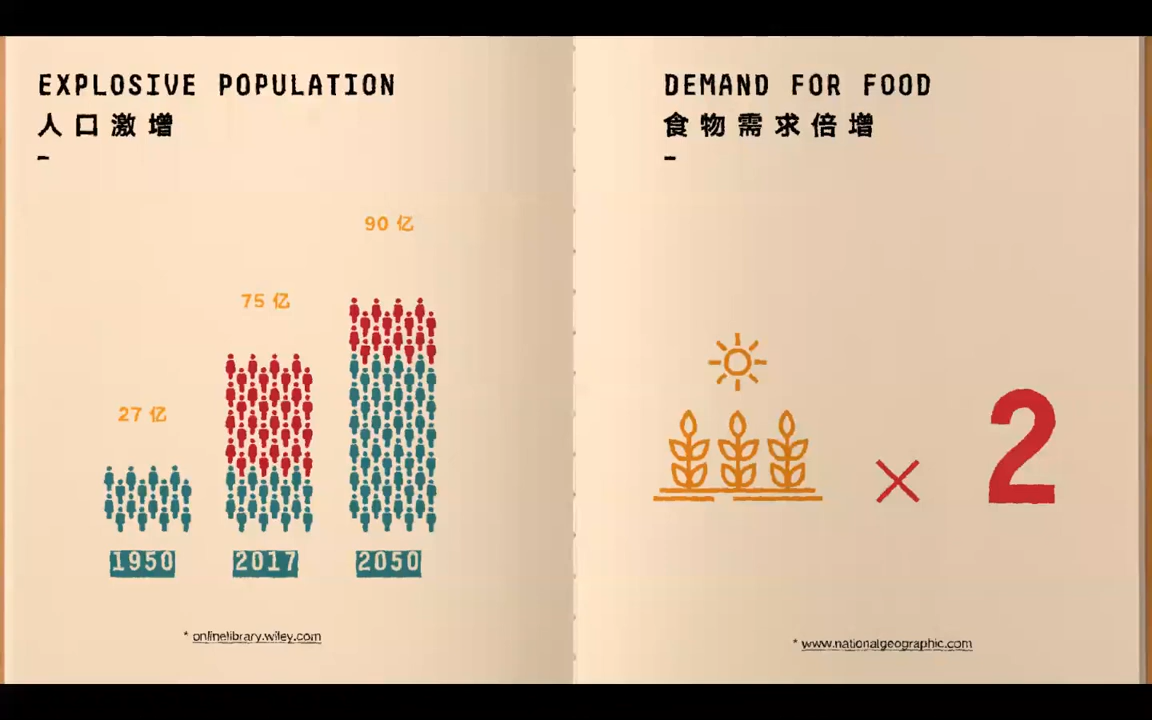 EXPLOSIVE POPULATION
人口激增
90 亿
75 亿
27 亿
1950
2017
2050
* onlinelibrary.wiley.com
DEMAND FOR FOOD
食物需求倍增
× 2
* www.nationalgeographic.com